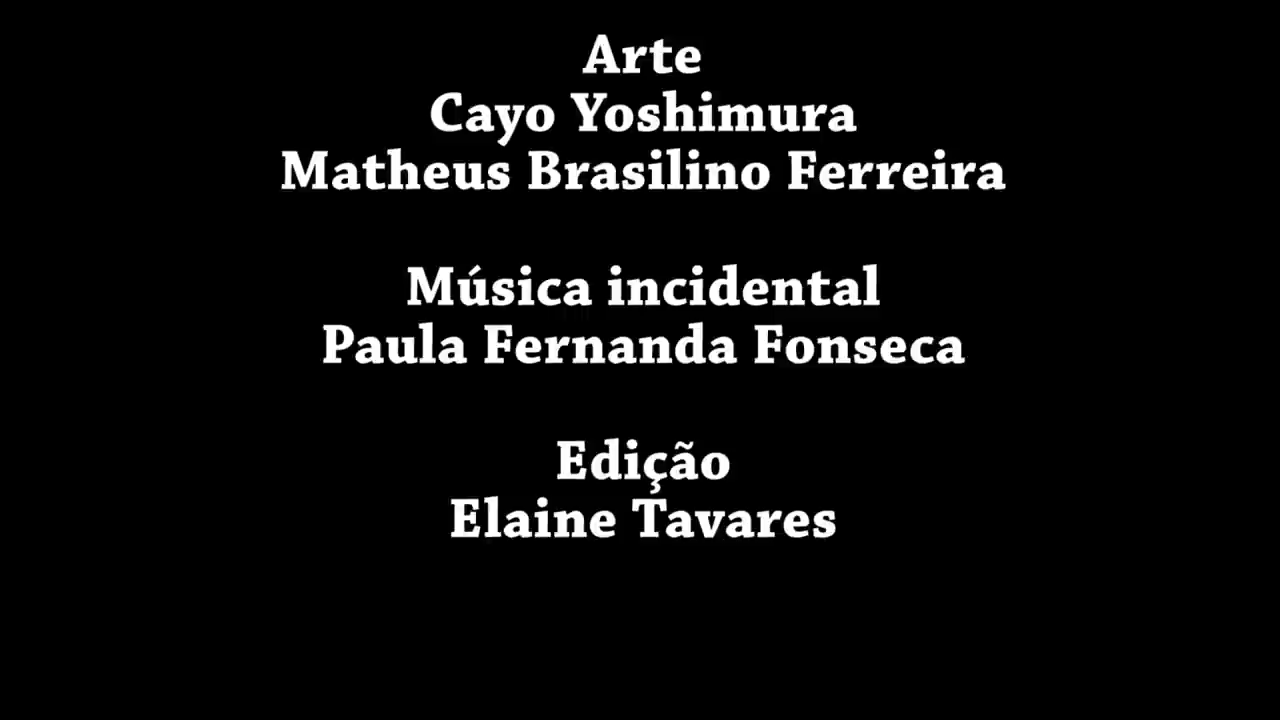 Arte
Cayo Yoshimura
Matheus Brasilino Ferreira
Música incidental
Paula Fernanda Fonseca
Edição
Elaine Tavares